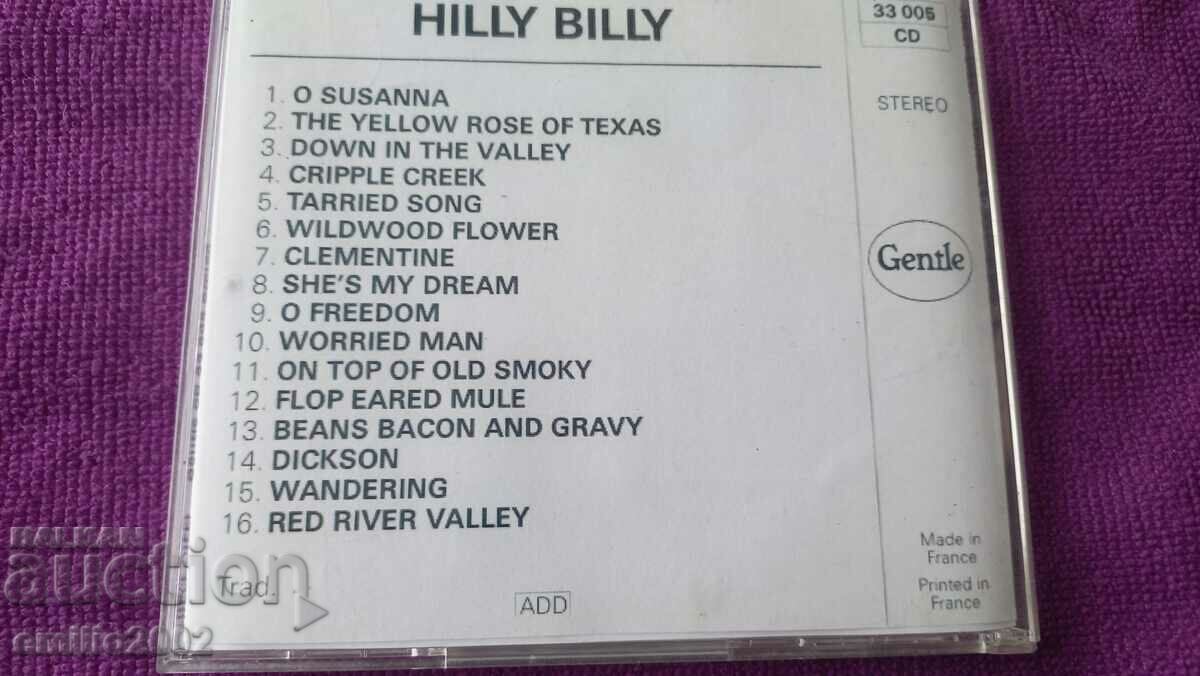 HILLY BILLY
33 005
CD
STEREO
1. O SUSANNA
2. THE YELLOW ROSE OF TEXAS
3. DOWN IN THE VALLEY
4. CRIPPLE CREEK
5. TARRIED SONG
6. WILDWOOD FLOWER
7. CLEMENTINE
8. SHE'S MY DREAM
9. O FREEDOM
10. WORRIED MAN
11. ON TOP OF OLD SMOKY
12. FLOP EARED MULE
13. BEANS BACON AND GRAVY
14. DICKSON
15. WANDERING
16. RED RIVER VALLEY
Gentle
Trad.
ADD
Made in
France
Printed in
France
BALKAN
auction
emilio2002